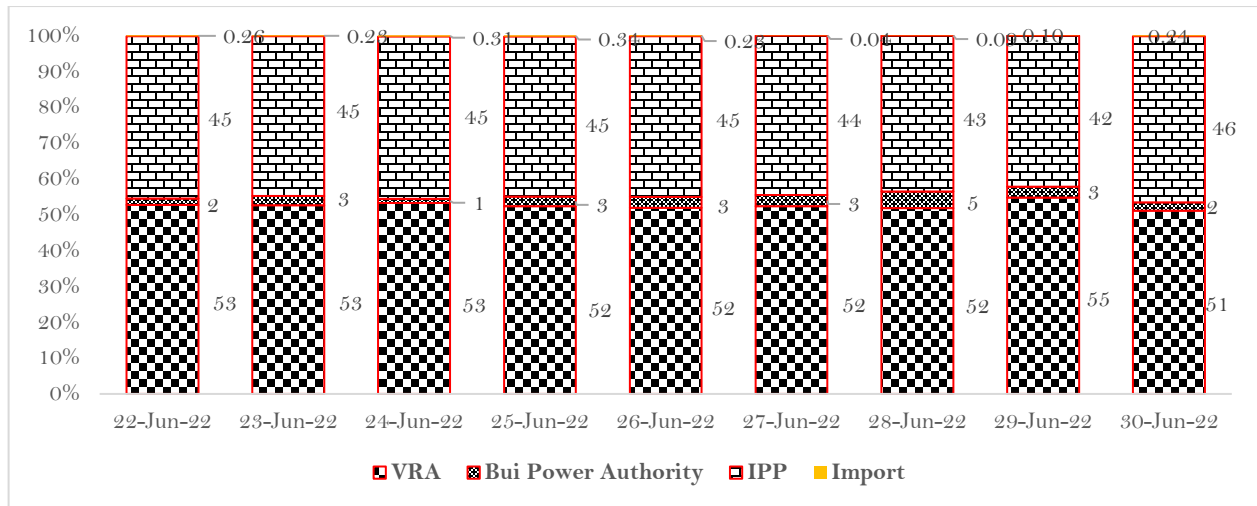 100% 0.26 0.28 0.31 0.34 0.04 0.10 0.24
90%
80%
70% 45 45 45 45 45 44 43 42 46
60%
50% 2 3 1 3 3 3 5 3 2
40%
30% 53 53 53 52 52 52 52 55 51
20%
10%
0%
22-Jun-22 23-Jun-22 24-Jun-22 25-Jun-22 26-Jun-22 27-Jun-22 28-Jun-22 29-Jun-22 30-Jun-22
VRA Bui Power Authority IPP Import